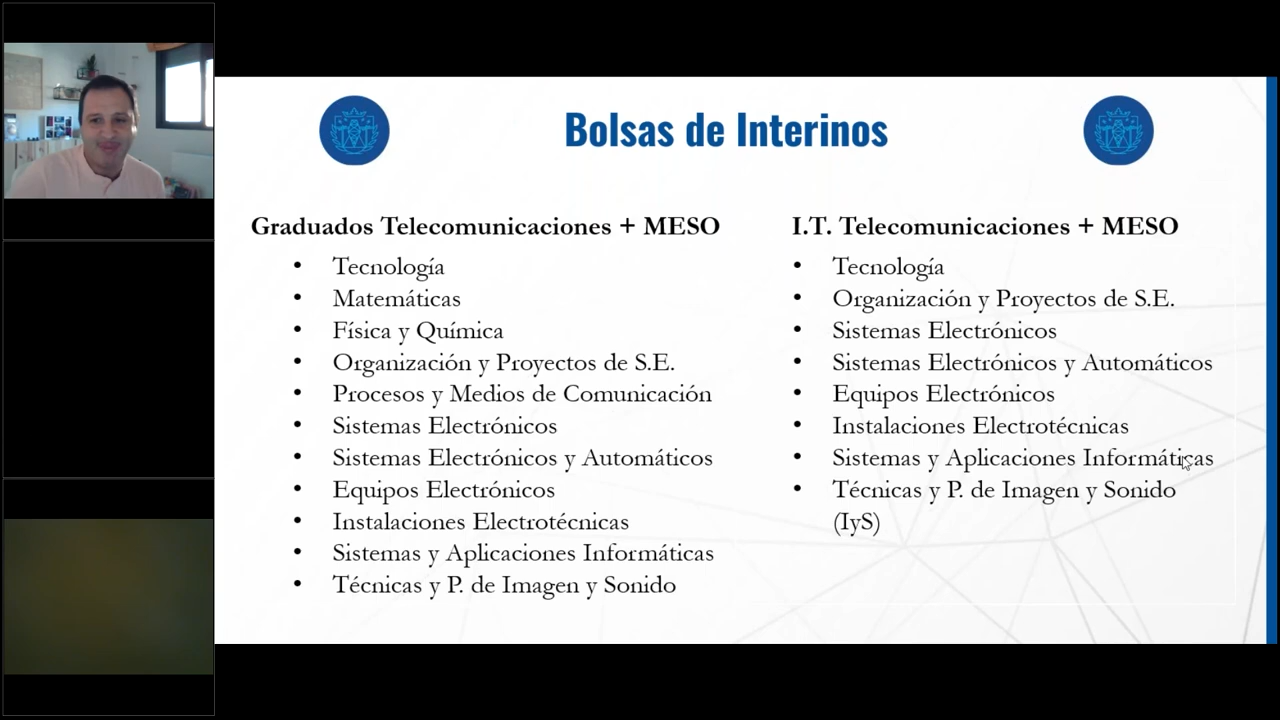 Bolsas de Interinos
Graduados Telecomunicaciones + MESO
• Tecnología
• Matemáticas
• Física y Química
• Organización y Proyectos de S.E.
• Procesos y Medios de Comunicación
• Sistemas Electrónicos
• Sistemas Electrónicos y Automáticos
• Equipos Electrónicos
• Instalaciones Electrotécnicas
• Sistemas y Aplicaciones Informáticas
• Técnicas y P. de Imagen y Sonido
I.T. Telecomunicaciones + MESO
• Tecnología
• Organización y Proyectos de S.E.
• Sistemas Electrónicos
• Sistemas Electrónicos y Automáticos
• Equipos Electrónicos
• Instalaciones Electrotécnicas
• Sistemas y Aplicaciones Informáticas
• Técnicas y P. de Imagen y Sonido
(IyS)